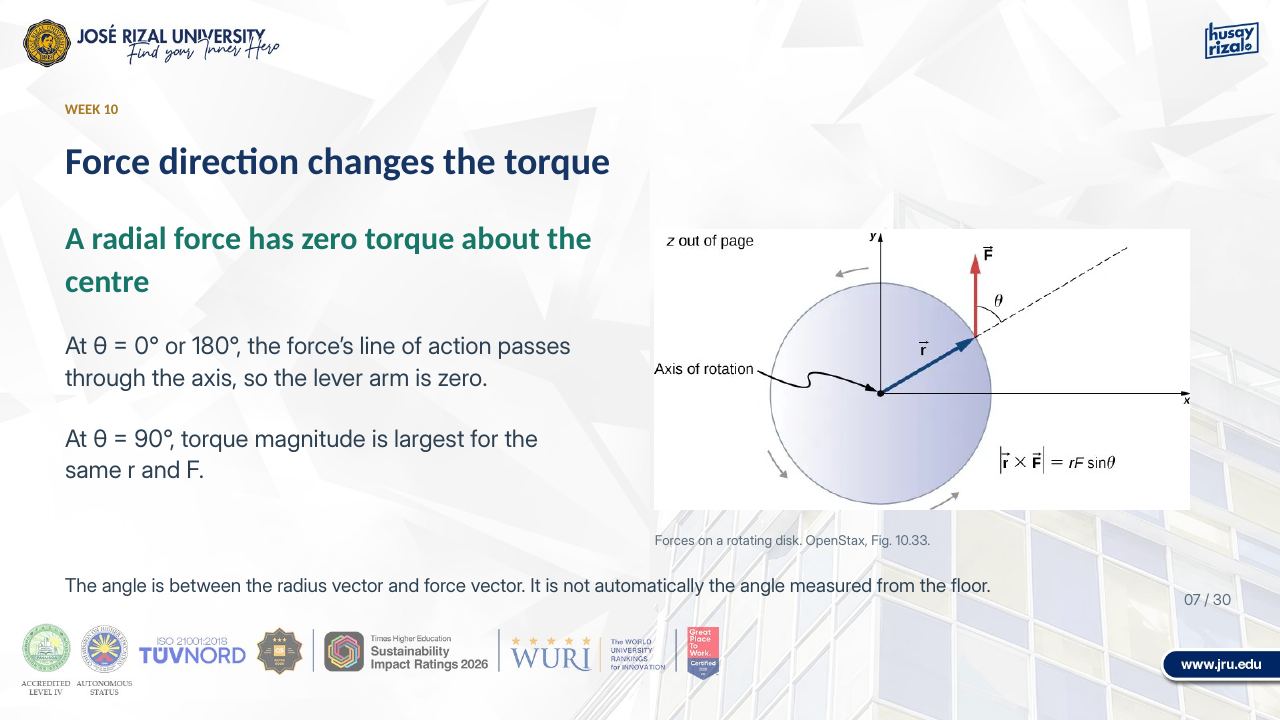 JOSÉ RIZAL UNIVERSITY
Find your Inner Hero
husay
rizal
WEEK 10
Force direction changes the torque
A radial force has zero torque about the
centre
At θ = 0° or 180°, the force’s line of action passes
through the axis, so the lever arm is zero.
At θ = 90°, torque magnitude is largest for the
same r and F.
z out of page
y
F
θ
r
Axis of rotation
x
|r⃗ × F⃗| = rF sinθ
Forces on a rotating disk. OpenStax, Fig. 10.33.
The angle is between the radius vector and force vector. It is not automatically the angle measured from the floor.
07 / 30
ACCREDITED
LEVEL IV
AUTONOMOUS
STATUS
ISO 21001:2018
TÜVNORD
Times Higher Education
Sustainability
Impact Ratings 2026
WURI
The WORLD
UNIVERSITY
RANKINGS
for INNOVATION
Great
Place
To
Work.
Certified
www.jru.edu